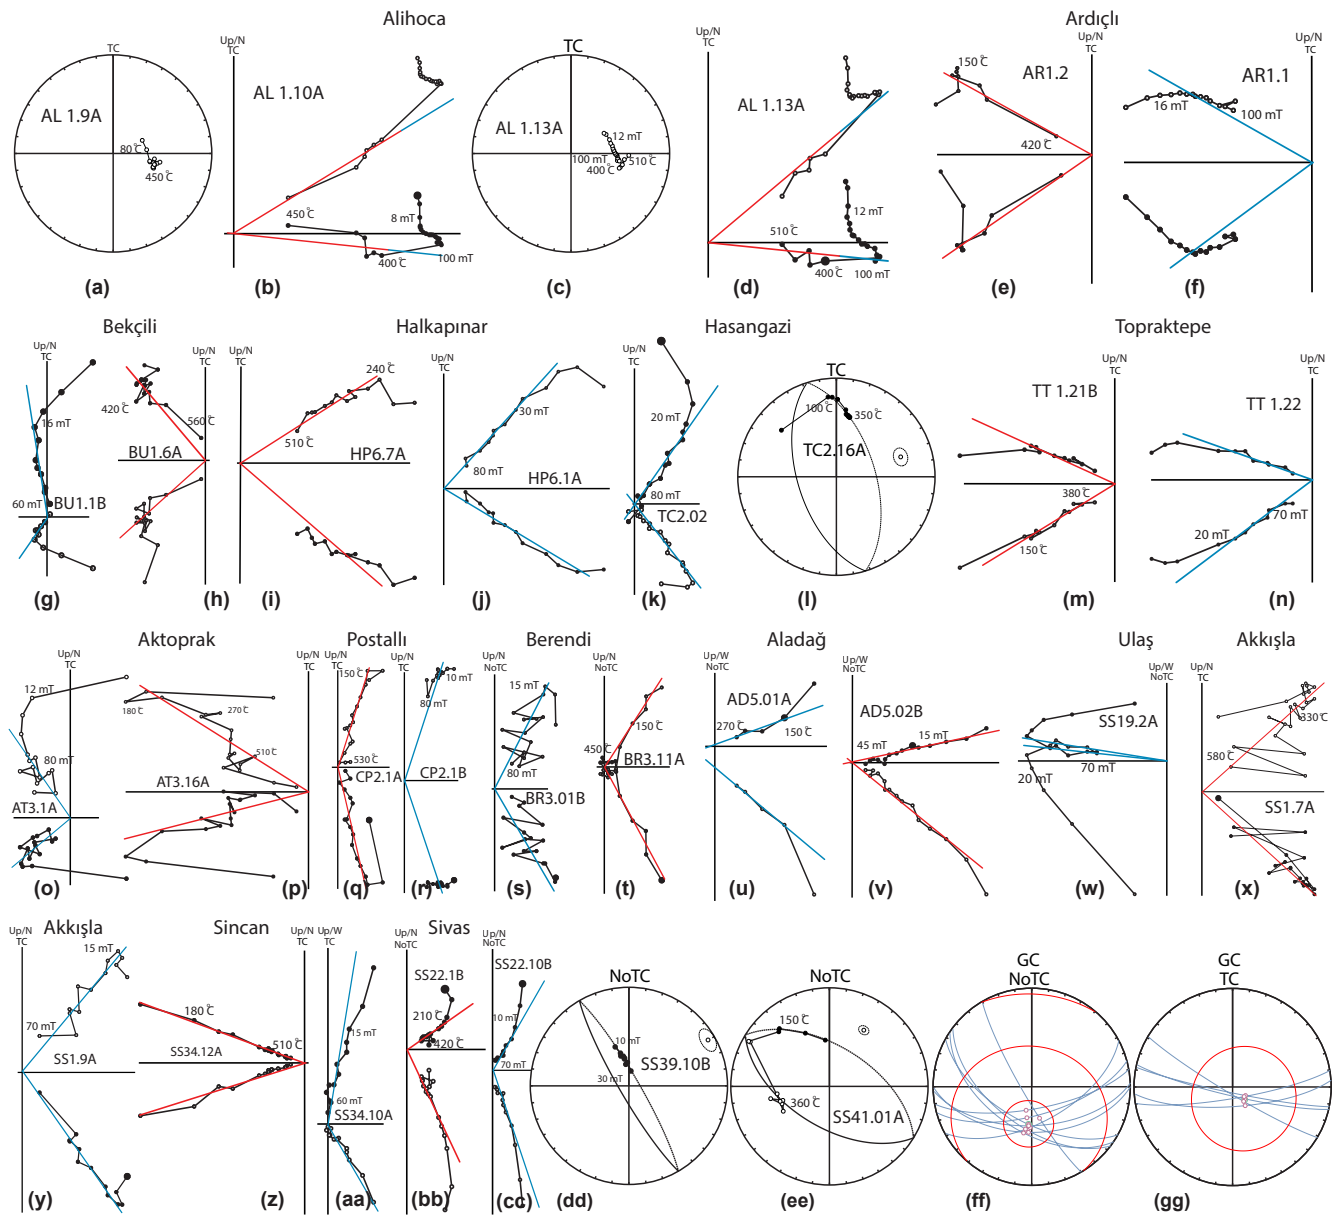 Alihoca
Ardıçlı
TC
AL 1.9A
80°C
450°C
(a)
Up/N
TC
AL 1.10A
450°C
8 mT
400°C
100 mT
(b)
TC
AL 1.13A
12 mT
100 mT
510°C
400°C
(c)
Up/N
TC
AL 1.13A
12 mT
510°C
400°C
100 mT
(d)
Up/N
TC
150°C
AR1.2
420°C
(e)
Up/N
TC
AR1.1
16 mT
100 mT
(f)
Bekçili
Halkapınar
Hasangazi
Topraktepe
Up/N
TC
16 mT
60 mT
BU1.1B
(g)
Up/N
TC
420°C
560°C
BU1.6A
(h)
Up/N
TC
240°C
510°C
HP6.7A
(i)
Up/N
TC
30 mT
80 mT
HP6.1A
(j)
Up/N
TC
20 mT
80 mT
TC2.02
(k)
TC
100°C
350°C
TC2.16A
(l)
Up/N
TC
TT 1.21B
380°C
150°C
(m)
Up/N
TC
TT 1.22
70 mT
20 mT
(n)
Aktoprak
Postallı
Berendi
Aladağ
Ulaş
Akkışla
Up/N
TC
12 mT
80 mT
AT3.1A
(o)
Up/N
TC
180°C
270°C
510°C
AT3.16A
(p)
Up/N
TC
150°C
530°C
CP2.1A
(q)
Up/N
TC
10 mT
80 mT
CP2.1B
(r)
Up/N
NoTC
15 mT
80 mT
BR3.01B
(s)
Up/N
NoTC
150°C
450°C
BR3.11A
(t)
Up/W
NoTC
AD5.01A
270°C
150°C
(u)
Up/W
NoTC
AD5.02B
15 mT
45 mT
(v)
Up/W
NoTC
SS19.2A
20 mT
70 mT
(w)
Up/N
TC
330°C
580°C
SS1.7A
(x)
Akkışla
Sincan
Sivas
Up/N
TC
15 mT
70 mT
SS1.9A
(y)
Up/N
TC
180°C
510°C
SS34.12A
(z)
Up/W
TC
15 mT
60 mT
SS34.10A
(aa)
Up/N
NoTC
SS22.1B
210°C
420°C
(bb)
Up/N
NoTC
SS22.10B
10 mT
70 mT
(cc)
NoTC
10 mT
SS39.10B
30 mT
(dd)
NoTC
150°C
360°C
SS41.01A
(ee)
GC
NoTC
(ff)
GC
TC
(gg)